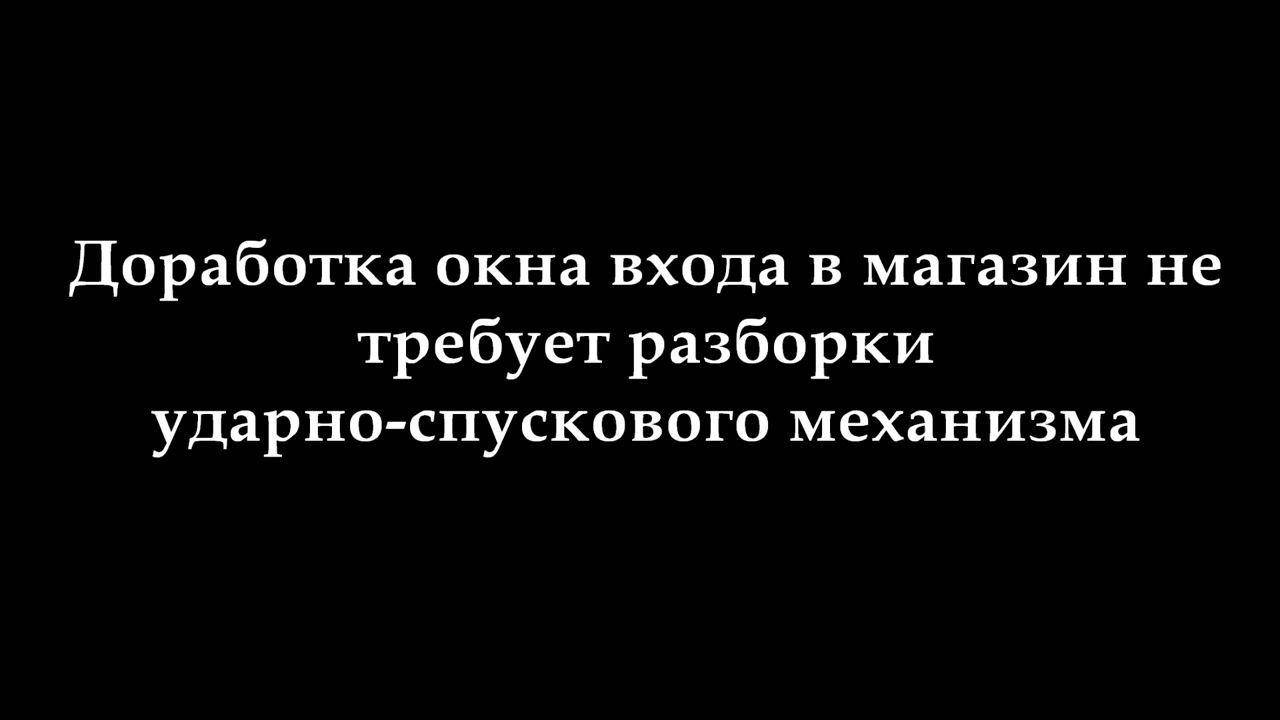 Доработка окна входа в магазин не
требует разборки
ударно-спускового механизма